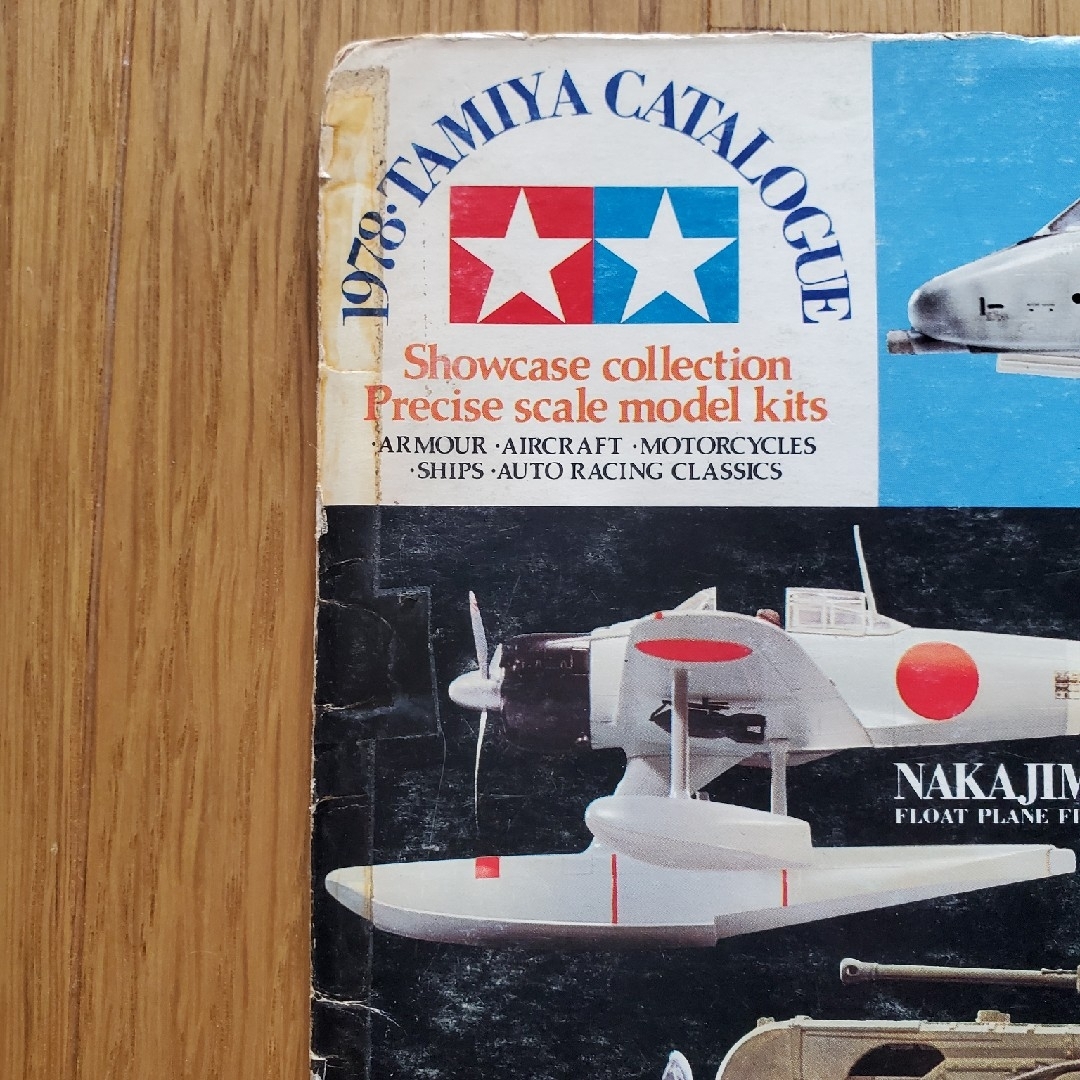 1978·TAMIYA CATALOGUE
Showcase collection
Precise scale model kits
·ARMOUR ·AIRCRAFT ·MOTORCYCLES
·SHIPS ·AUTO RACING CLASSICS
NAKAJIM
FLOAT PLANE